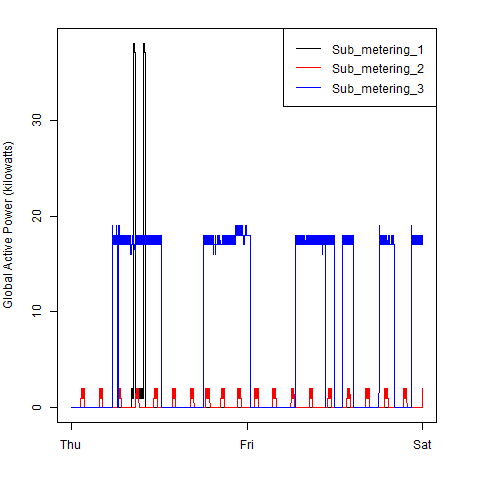 Sub_metering_1
Sub_metering_2
Sub_metering_3
Global Active Power (kilowatts)
30
20
10
0
Thu Fri Sat